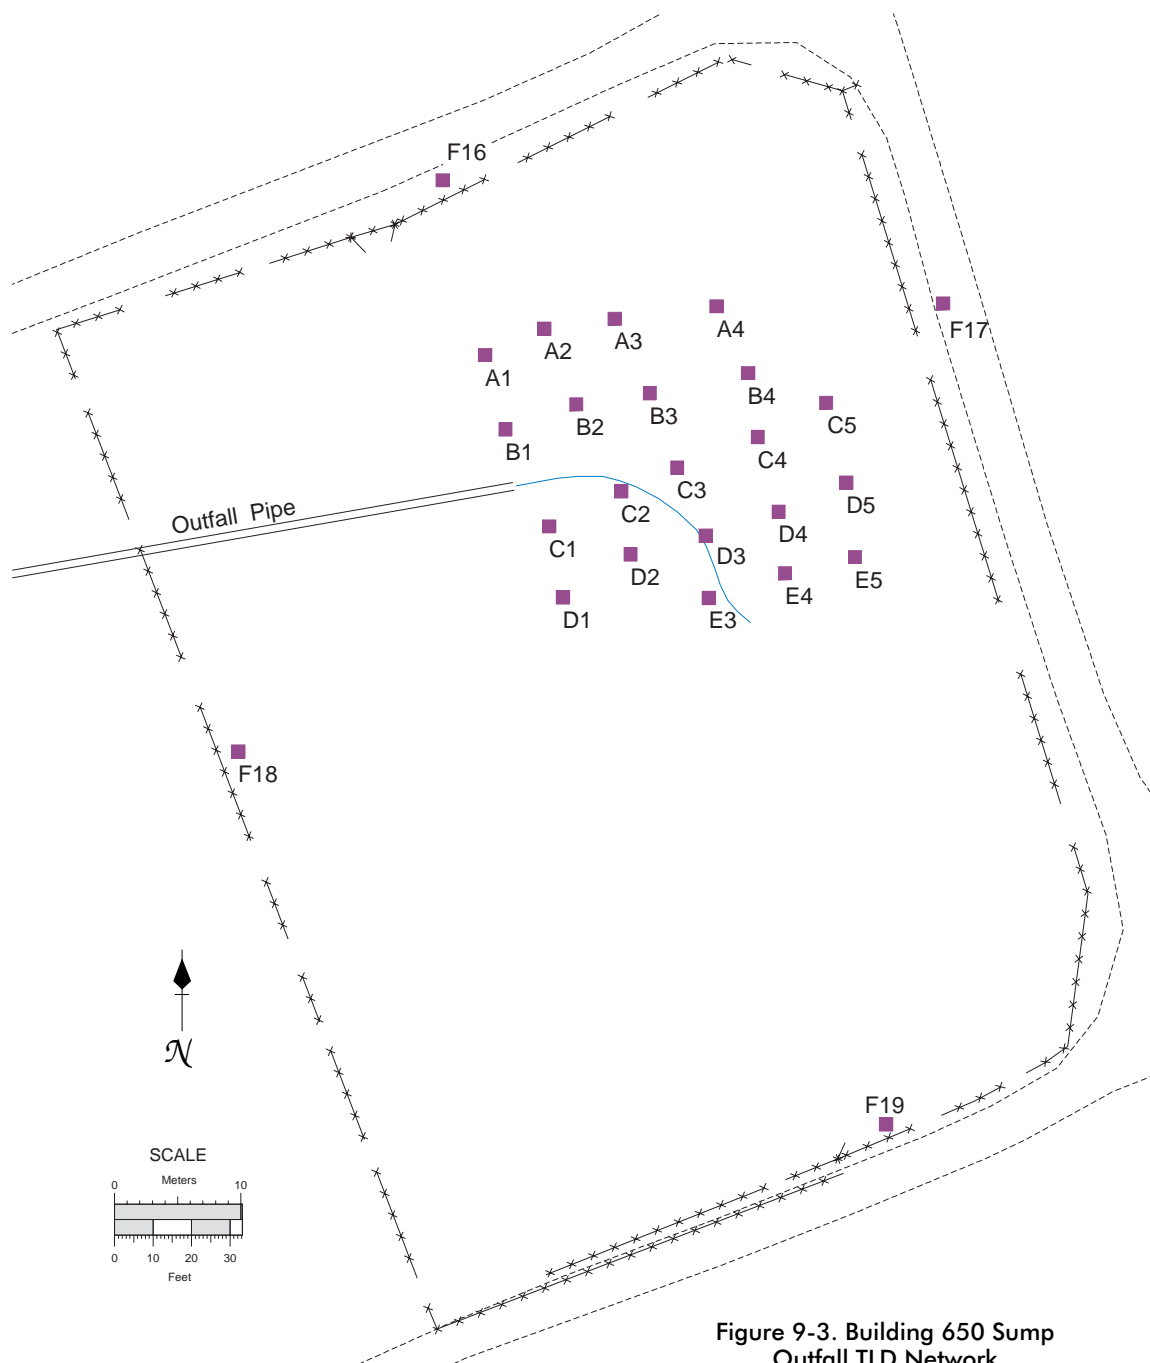 F16
F17
A4
A3
A2
A1
B4
B3
C5
B2
B1
C4
C3
D5
C2
Outfall Pipe
D4
C1
D3
D2
E5
E4
D1
E3
F18
N
F19
SCALE
Meters
0 10
0 10 20 30
Feet
Figure 9-3. Building 650 Sump
Outfall TLD Network